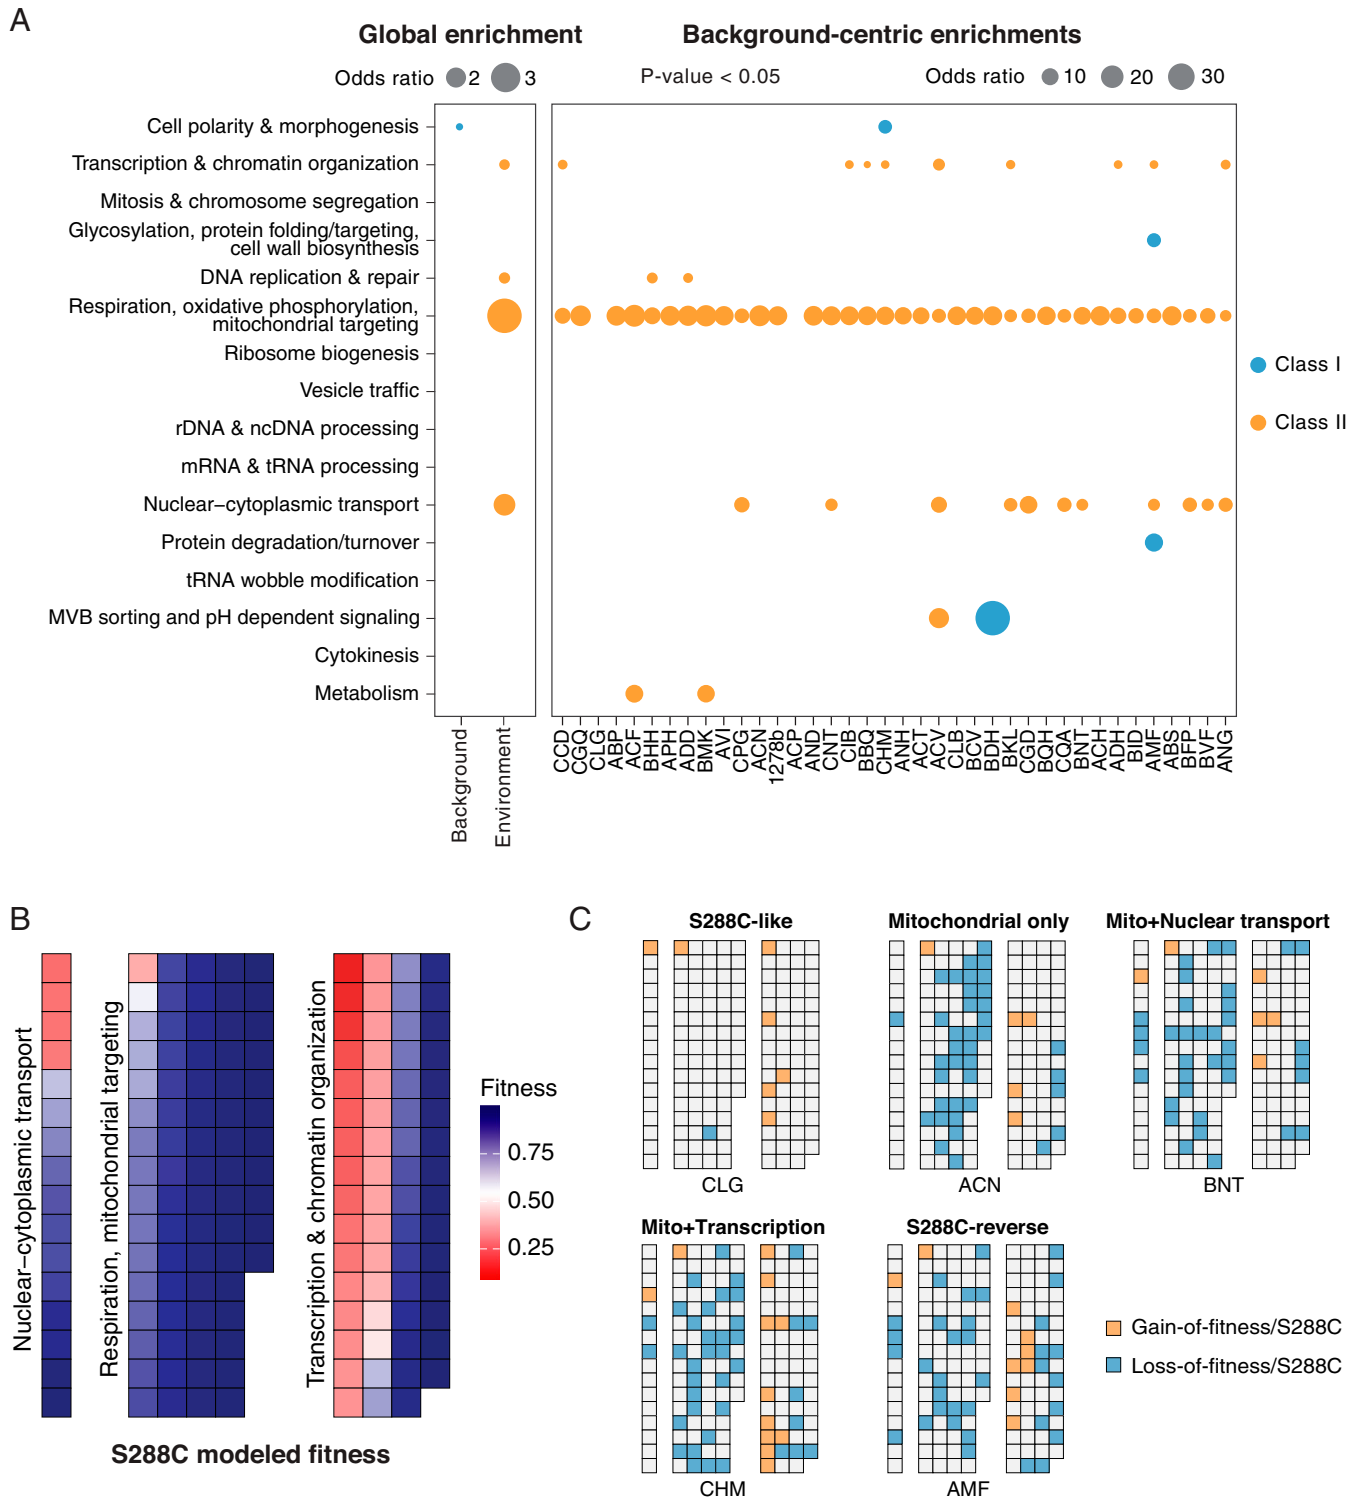 A
Global enrichment
Background-centric enrichments
Odds ratio 2 3
P-value < 0.05
Odds ratio 10 20 30
Cell polarity & morphogenesis
Transcription & chromatin organization
Mitosis & chromosome segregation
Glycosylation, protein folding/targeting,
cell wall biosynthesis
DNA replication & repair
Respiration, oxidative phosphorylation,
mitochondrial targeting
Ribosome biogenesis
Vesicle traffic
rDNA & ncDNA processing
mRNA & tRNA processing
Nuclear–cytoplasmic transport
Protein degradation/turnover
tRNA wobble modification
MVB sorting and pH dependent signaling
Cytokinesis
Metabolism
Class I
Class II
Background
Environment
CCD
CGQ
CLG
ABP
ACF
BHH
APH
ADD
BMK
AVI
CPG
ACN
1278b
ACP
AND
CNT
CIB
BBQ
CHM
ANH
ACT
ACV
CLB
BCV
BDH
BKL
CGD
BQH
CQA
BNT
ACH
ADH
BID
AMF
ABS
BFP
BVF
ANG
B
Nuclear–cytoplasmic transport
Respiration, mitochondrial targeting
Transcription & chromatin organization
Fitness
0.75
0.50
0.25
S288C modeled fitness
C
S288C-like
Mitochondrial only
Mito+Nuclear transport
CLG
ACN
BNT
Mito+Transcription
S288C-reverse
Gain-of-fitness/S288C
Loss-of-fitness/S288C
CHM
AMF